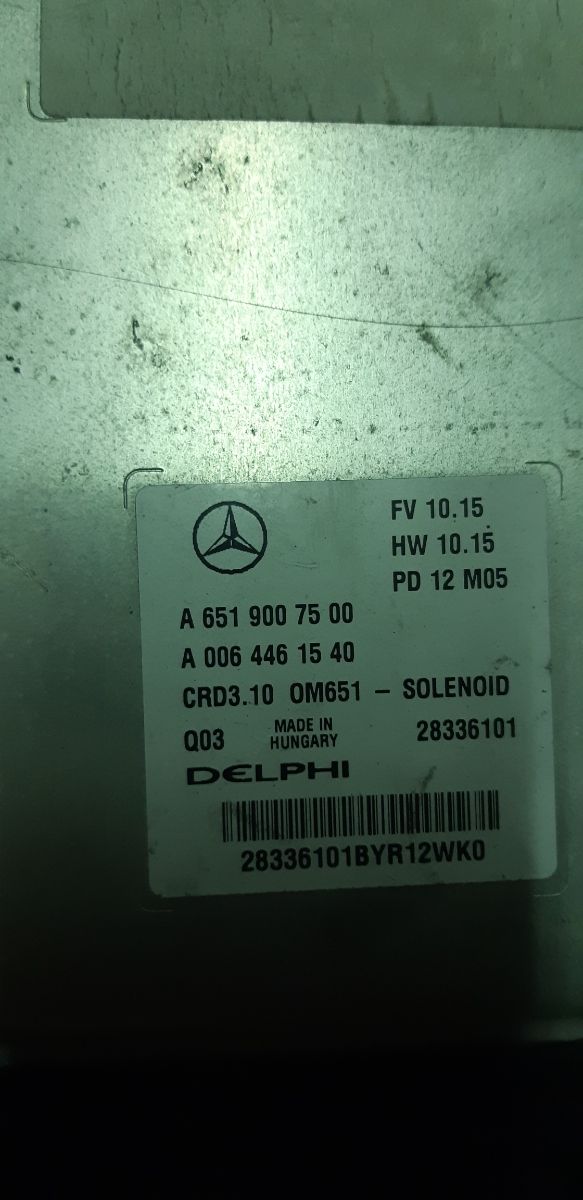 FV 10.15
HW 10.15
PD 12 M05
A 651 900 75 00
A 006 446 15 40
CRD3.10 OM651 – SOLENOID
Q03 MADE IN HUNGARY 28336101
DELPHI
28336101BYR12WK0